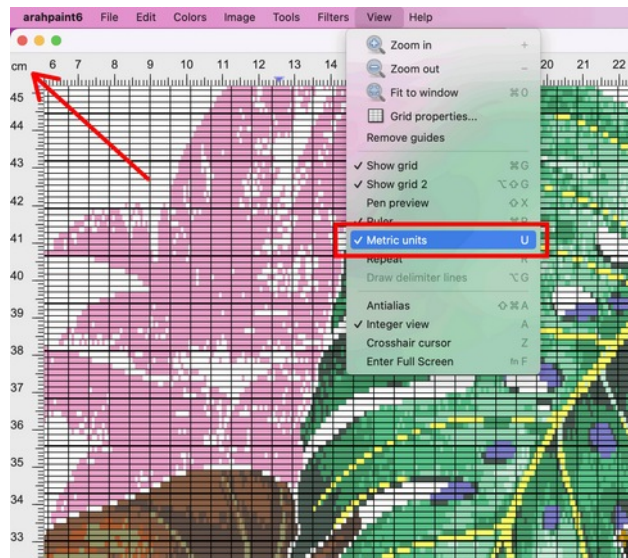 arahpaint6 File Edit Colors Image Tools Filters View Help
cm 6 7 8 9 10 11 12 13 14 20 21 22
Zoom in +
Zoom out -
Fit to window ⌘0
Grid properties...
Remove guides
✓ Show grid ⌘G
✓ Show grid 2 ⌥⇧G
Pen preview ⇧X
✓ Ruler ⌘R
✓ Metric units U
Repeat R
Draw delimiter lines ⌥G
Antialias ⇧⌘A
✓ Integer view A
Crosshair cursor Z
Enter Full Screen fn F
45
44
43
42
41
40
39
38
37
36
35
34
33